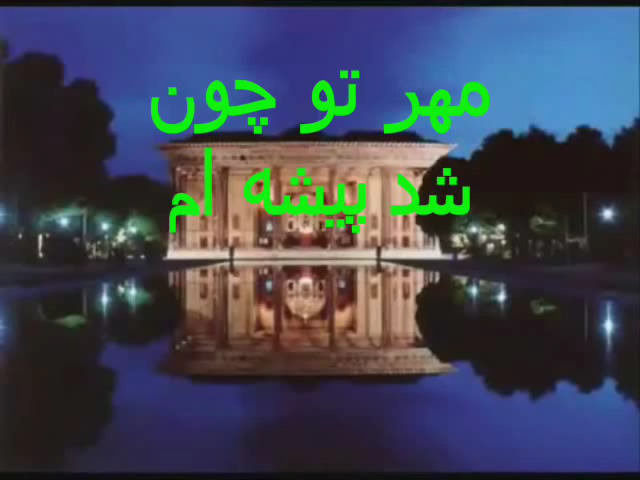 مهر تو چون
شد پیشه ام